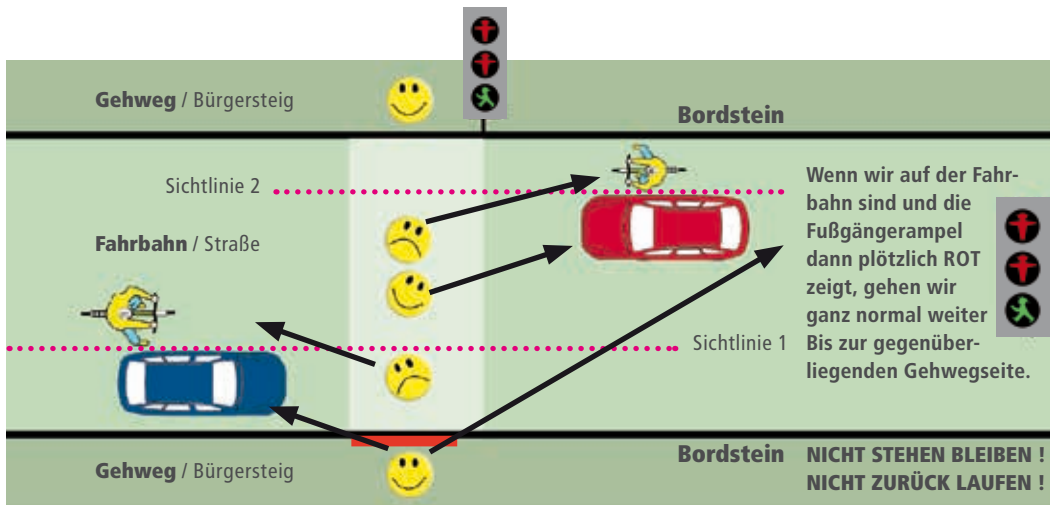 Gehweg / Bürgersteig
Bordstein
Sichtlinie 2
Fahrbahn / Straße
Wenn wir auf der Fahr-
bahn sind und die
Fußgängerampel
dann plötzlich ROT
zeigt, gehen wir
ganz normal weiter
Bis zur gegenüber-
liegenden Gehwegseite.
Sichtlinie 1
Gehweg / Bürgersteig
Bordstein
NICHT STEHEN BLEIBEN !
NICHT ZURÜCK LAUFEN !